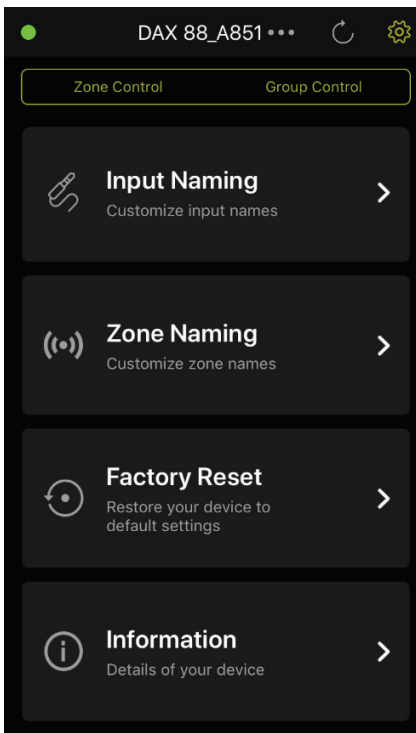 DAX 88_A851 •••
Zone Control Group Control
Input Naming
Customize input names
Zone Naming
Customize zone names
Factory Reset
Restore your device to
default settings
Information
Details of your device